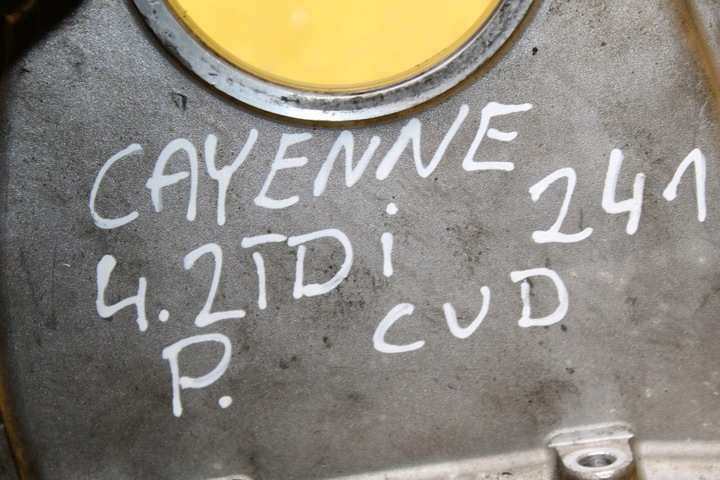 CAYENNE 241
4.2TDi CUD
P.